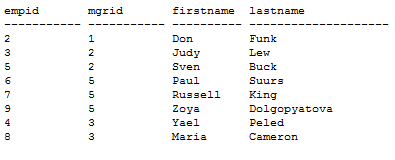 empid mgrid firstname lastname
----------- ----------- ---------- --------------------
2 1 Don Funk
3 2 Judy Lew
5 2 Sven Buck
6 5 Paul Suurs
7 5 Russell King
9 5 Zoya Dolgopyatova
4 3 Yael Peled
8 3 Maria Cameron